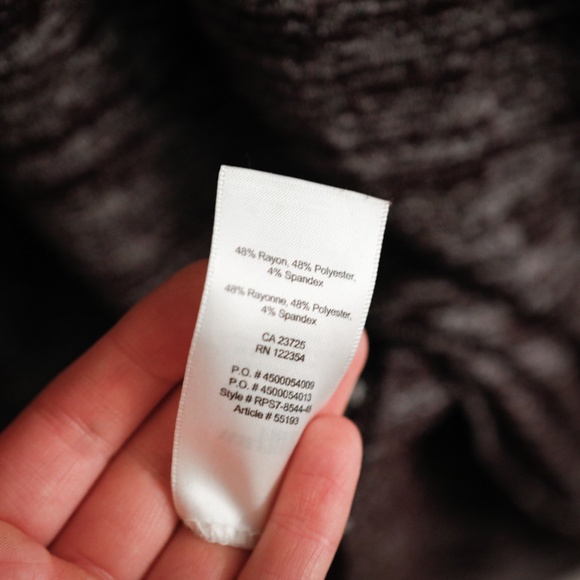 48% Rayon, 48% Polyester,
4% Spandex
48% Rayonne, 48% Polyester,
4% Spandex
CA 23725
RN 122354
P.O. # 4500054009
P.O. # 4500054013
Style #
Article # 55193